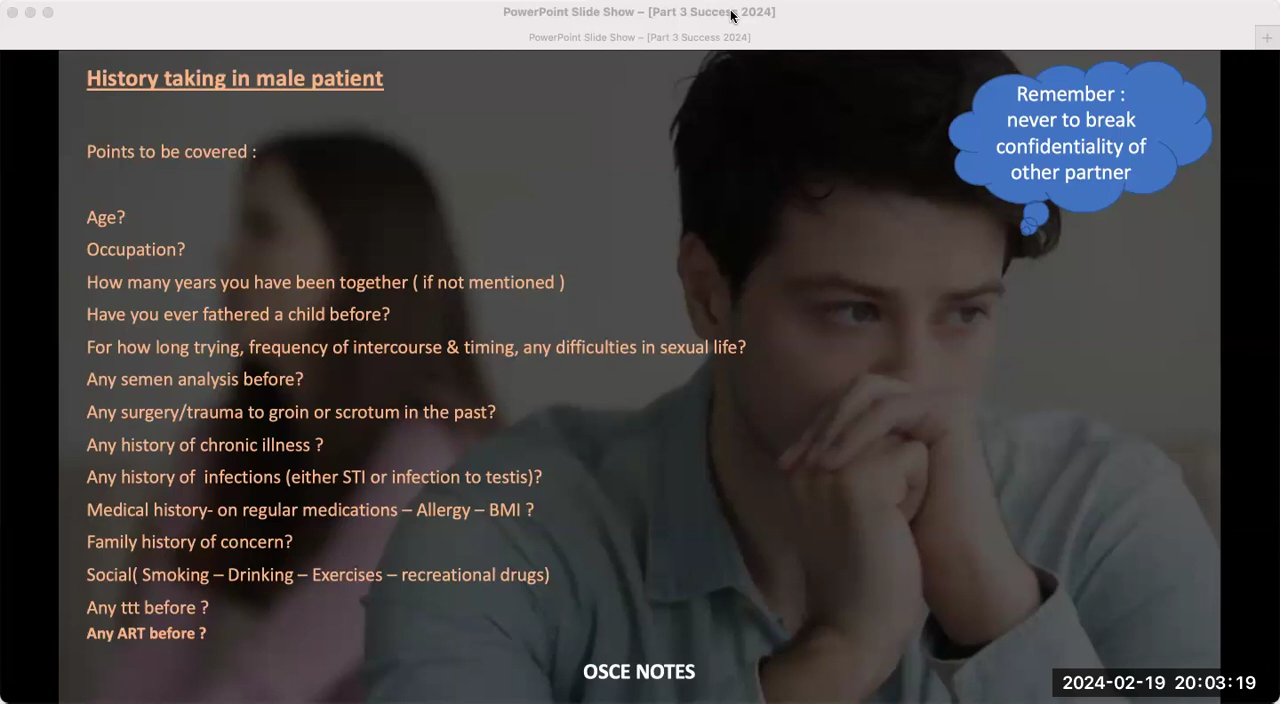 PowerPoint Slide Show – [Part 3 Success 2024]
PowerPoint Slide Show – [Part 3 Success 2024]
History taking in male patient
Remember :
never to break
confidentiality of
other partner
Points to be covered :
Age?
Occupation?
How many years you have been together ( if not mentioned )
Have you ever fathered a child before?
For how long trying, frequency of intercourse & timing, any difficulties in sexual life?
Any semen analysis before?
Any surgery/trauma to groin or scrotum in the past?
Any history of chronic illness ?
Any history of  infections (either STI or infection to testis)?
Medical history- on regular medications – Allergy – BMI ?
Family history of concern?
Social( Smoking – Drinking – Exercises – recreational drugs)
Any ttt before ?
Any ART before ?
OSCE NOTES
2024-02-19 20:03:19